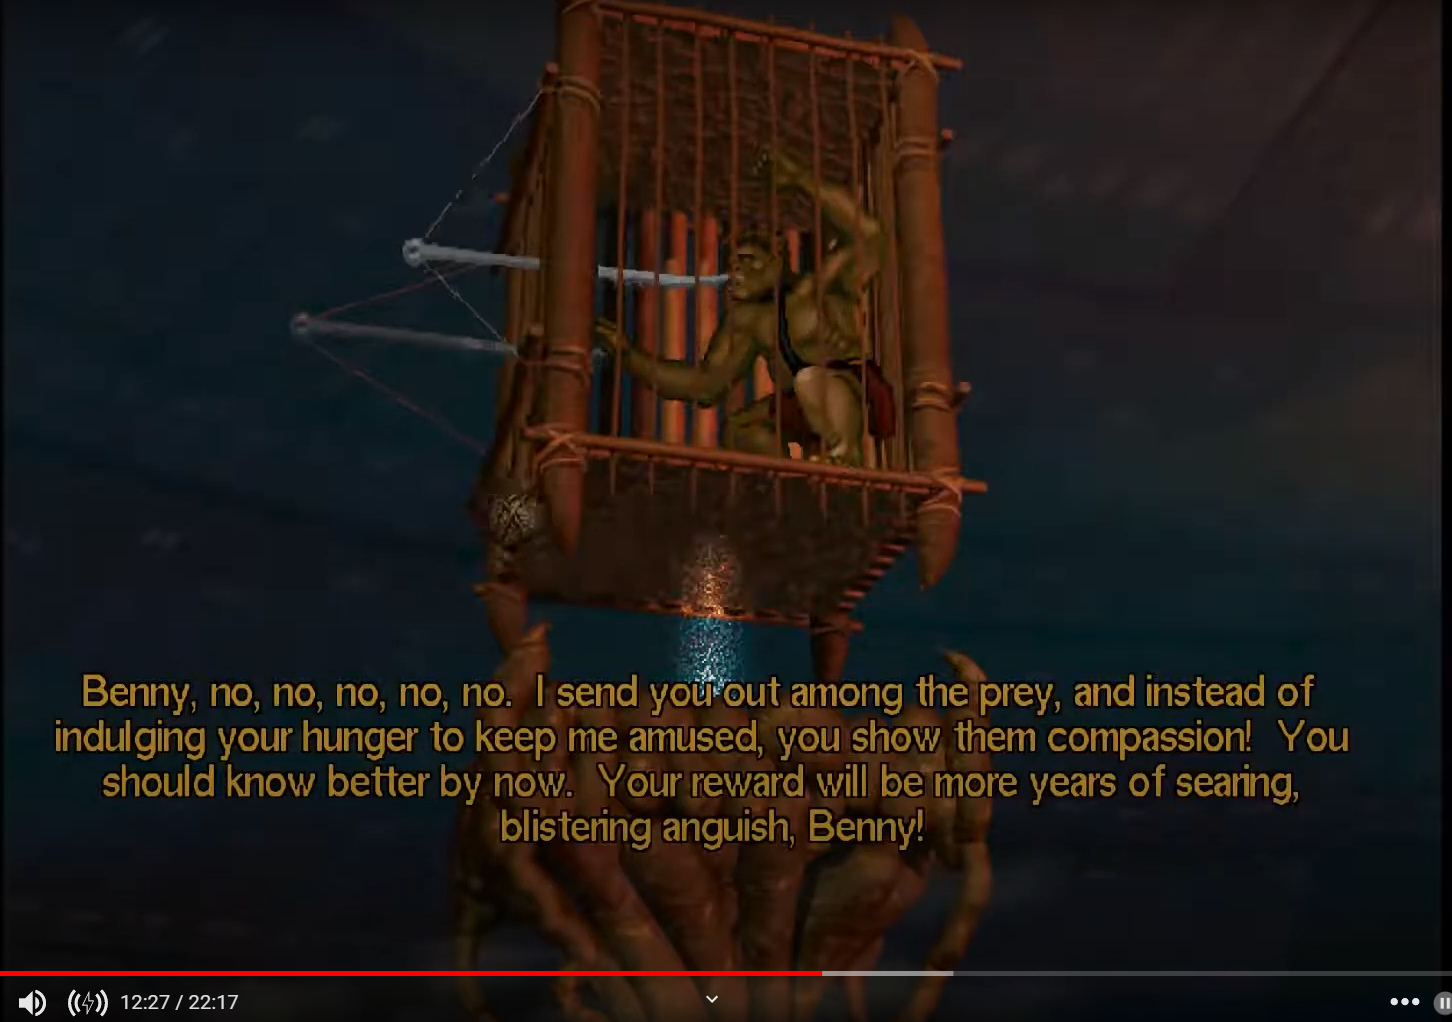 Benny, no, no, no, no, no.  I send you out among the prey, and instead of
indulging your hunger to keep me amused, you show them compassion!  You
should know better by now.  Your reward will be more years of searing,
blistering anguish, Benny!
12:27 / 22:17